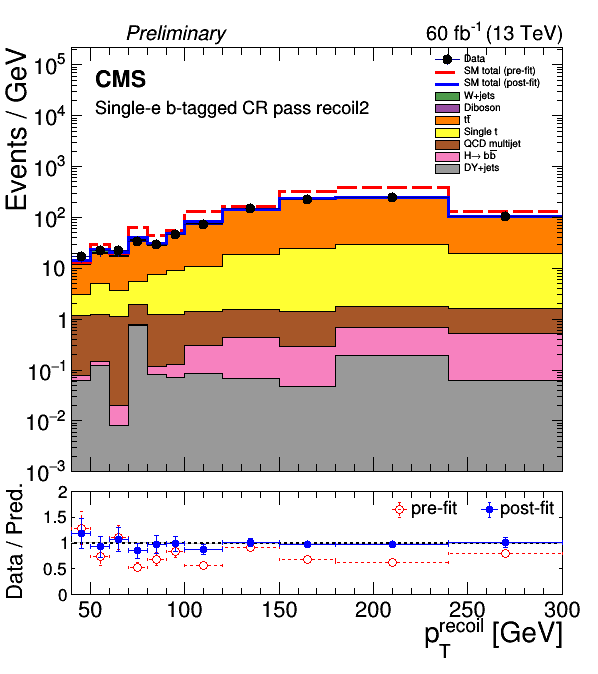 Preliminary
60 fb⁻¹ (13 TeV)
Events / GeV
10⁵
10⁴
10³
10²
10
1
10⁻¹
10⁻²
10⁻³
CMS
Single-e b-tagged CR pass recoil2
Data
SM total (pre-fit)
SM total (post-fit)
W+jets
Diboson
tt̅
Single t
QCD multijet
H→ bb̅
DY+jets
Data / Pred.
2
1.5
1
0.5
0
pre-fit
post-fit
50 100 150 200 250 300
p_T^recoil [GeV]